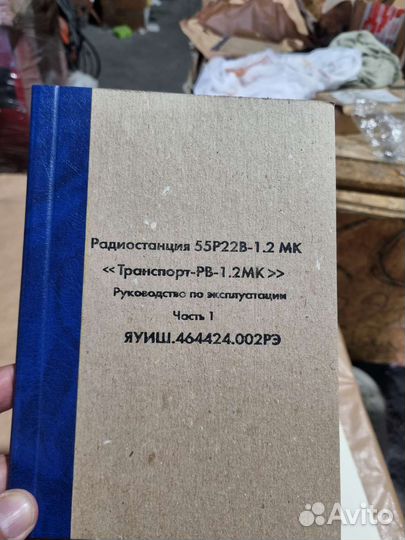 Радиостанция 55Р22В-1.2 МК
«Транспорт-РВ-1.2МК»
Руководство по эксплуатации
Часть 1
ЯУИШ.464424.002РЭ
Avito